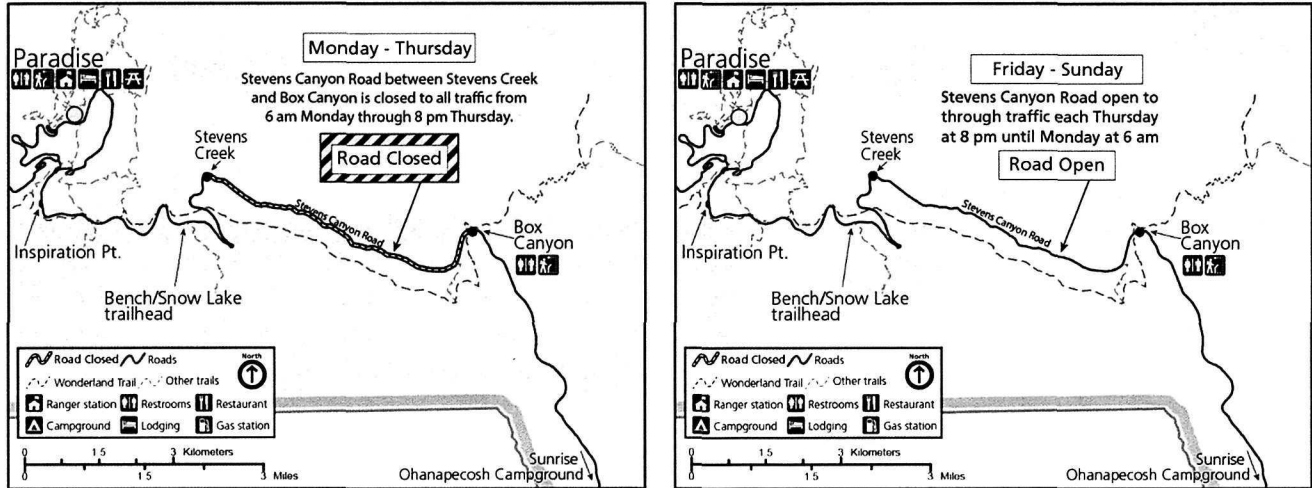 Paradise
Monday - Thursday
Stevens Canyon Road between Stevens Creek
and Box Canyon is closed to all traffic from
6 am Monday through 8 pm Thursday.
Road Closed
Stevens
Creek
Stevens Canyon Road
Box
Canyon
Inspiration Pt.
Bench/Snow Lake
trailhead
Road Closed Roads
North
Wonderland Trail Other trails
Ranger station Restrooms Restaurant
Campground Lodging Gas station
0 1 5 3 Kilometers
0 1 5 3 Miles
Sunrise
Ohanapecosh Campground
Paradise
Friday - Sunday
Stevens Canyon Road open to
through traffic each Thursday
at 8 pm until Monday at 6 am
Road Open
Stevens
Creek
Stevens Canyon Road
Box
Canyon
Inspiration Pt.
Bench/Snow Lake
trailhead
Road Closed Roads
North
Wonderland Trail Other trails
Ranger station Restrooms Restaurant
Campground Lodging Gas station
0 1 5 3 Kilometers
0 1 5 3 Miles
Sunrise
Ohanapecosh Campground